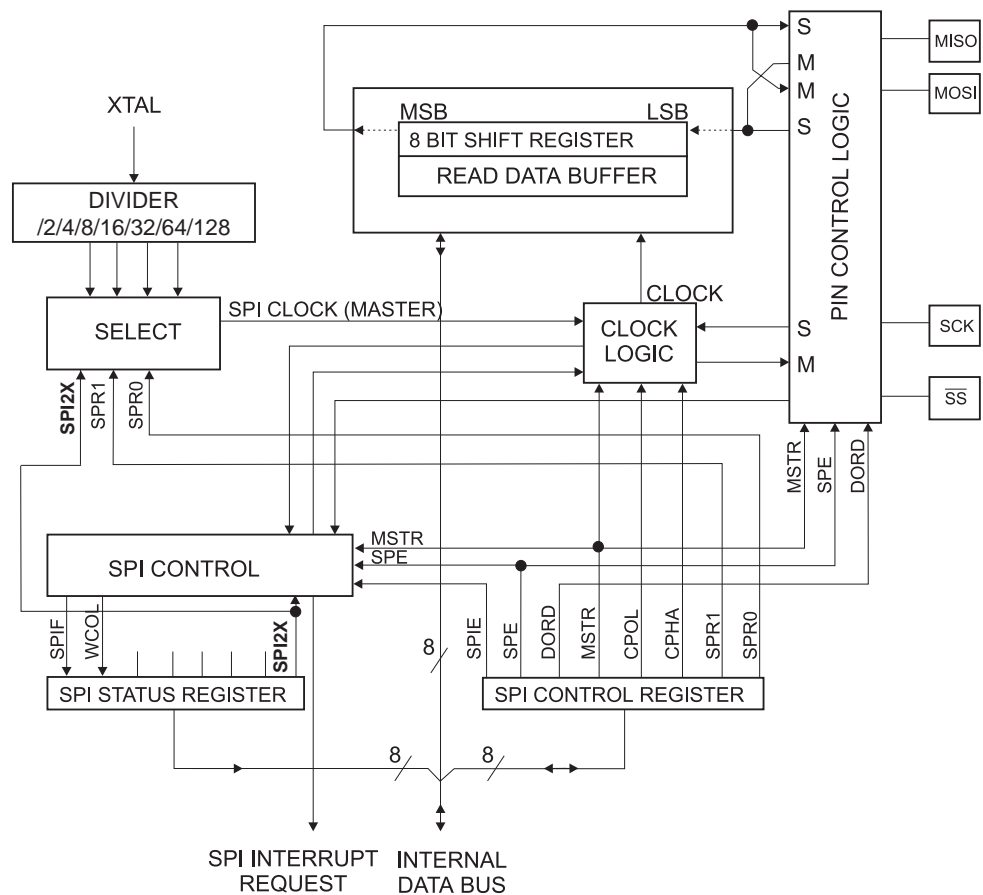 S
MISO
M
XTAL
M
MOSI
MSB
LSB
S
8 BIT SHIFT REGISTER
READ DATA BUFFER
PIN CONTROL LOGIC
DIVIDER
/2/4/8/16/32/64/128
SPI CLOCK (MASTER)
CLOCK
SELECT
CLOCK
LOGIC
S
SCK
M
SPI2X
SPR1
SPR0
SS
MSTR
SPE
DORD
MSTR
SPE
SPI CONTROL
SPIF
WCOL
SPI2X
SPIE
SPE
DORD
MSTR
CPOL
CPHA
SPR1
SPR0
8
SPI STATUS REGISTER
SPI CONTROL REGISTER
8
8
SPI INTERRUPT
REQUEST
INTERNAL
DATA BUS